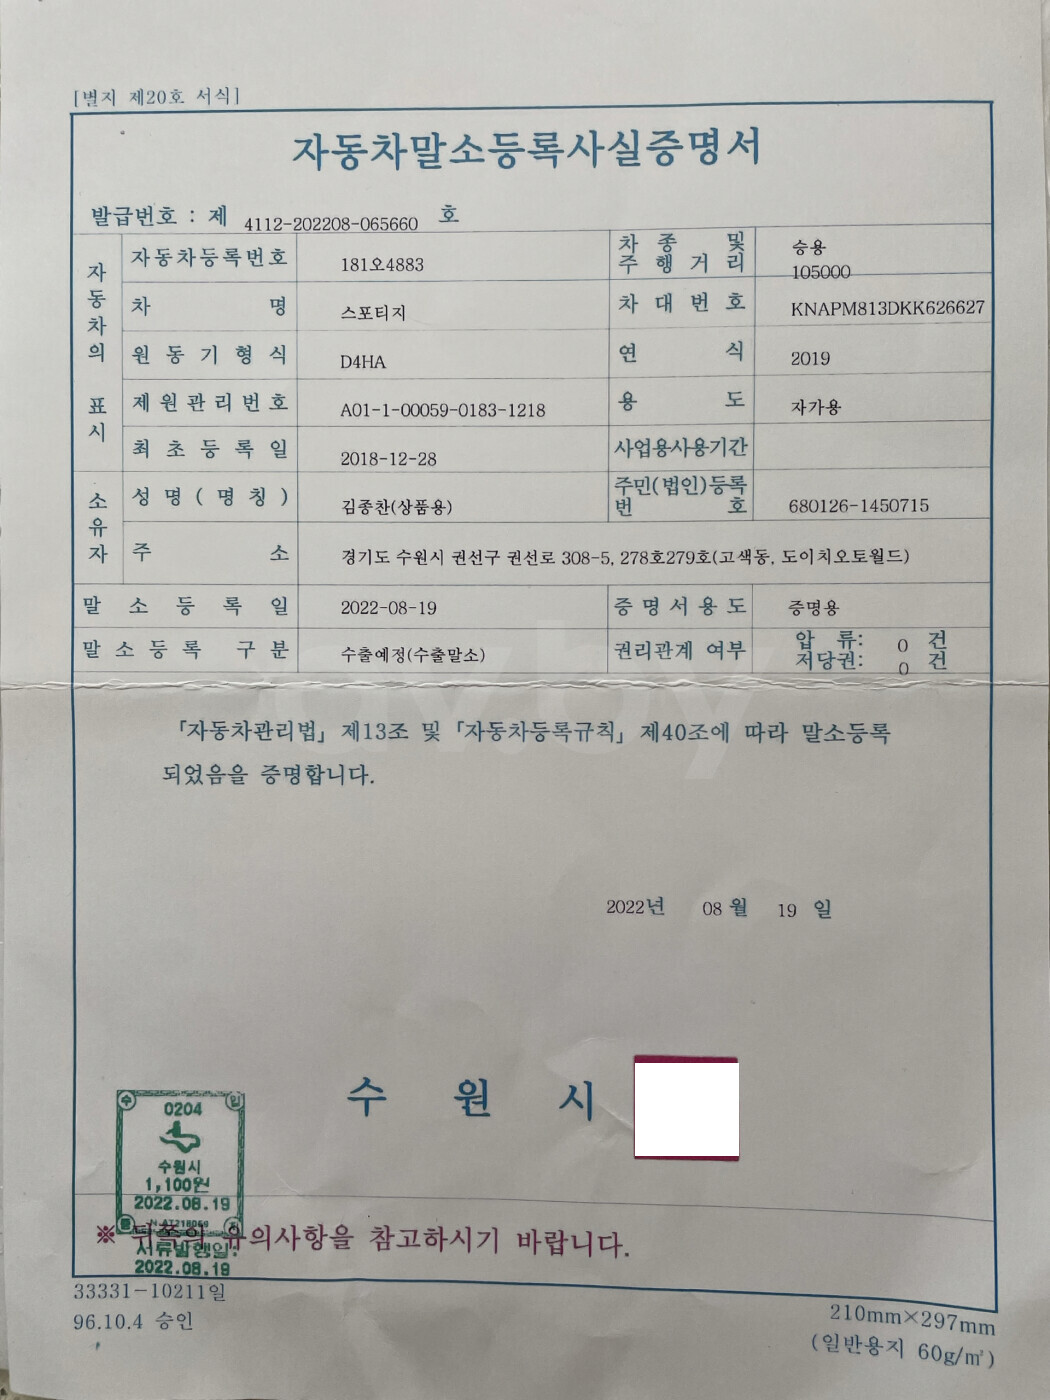 [별지 제20호 서식]
자동차말소등록사실증명서
발급번호 : 제 4112-202208-065660 호
자동차의 표시
자동차등록번호 181오4883 차종 및 주행거리 승용 105000
차명 스포티지 차대번호 KNAPM813DKK626627
원동기형식 D4HA 연식 2019
제원관리번호 A01-1-00059-0183-1218 용도 자가용
최초등록일 2018-12-28 사업용사용기간
소유자
성명(명칭) 김종찬(상품용) 주민(법인)등록번호 680126-1450715
주소 경기도 수원시 권선구 권선로 308-5, 278호279호(고색동, 도이치오토월드)
말소등록일 2022-08-19 증명서용도 증명용
말소등록 구분 수출예정(수출말소) 권리관계 여부 압류: 0 건
저당권: 0 건
av.by
「자동차관리법」 제13조 및 「자동차등록규칙」 제40조에 따라 말소등록
되었음을 증명합니다.
2022년 08월 19일
수원시
수 입
0204
수원시
1,100원
2022.08.19
※ 뒤쪽의 유의사항을 참고하시기 바랍니다.
서류발행일:
2022.08.19
33331-10211일
96.10.4 승인
210mm×297mm
(일반용지 60g/㎡)